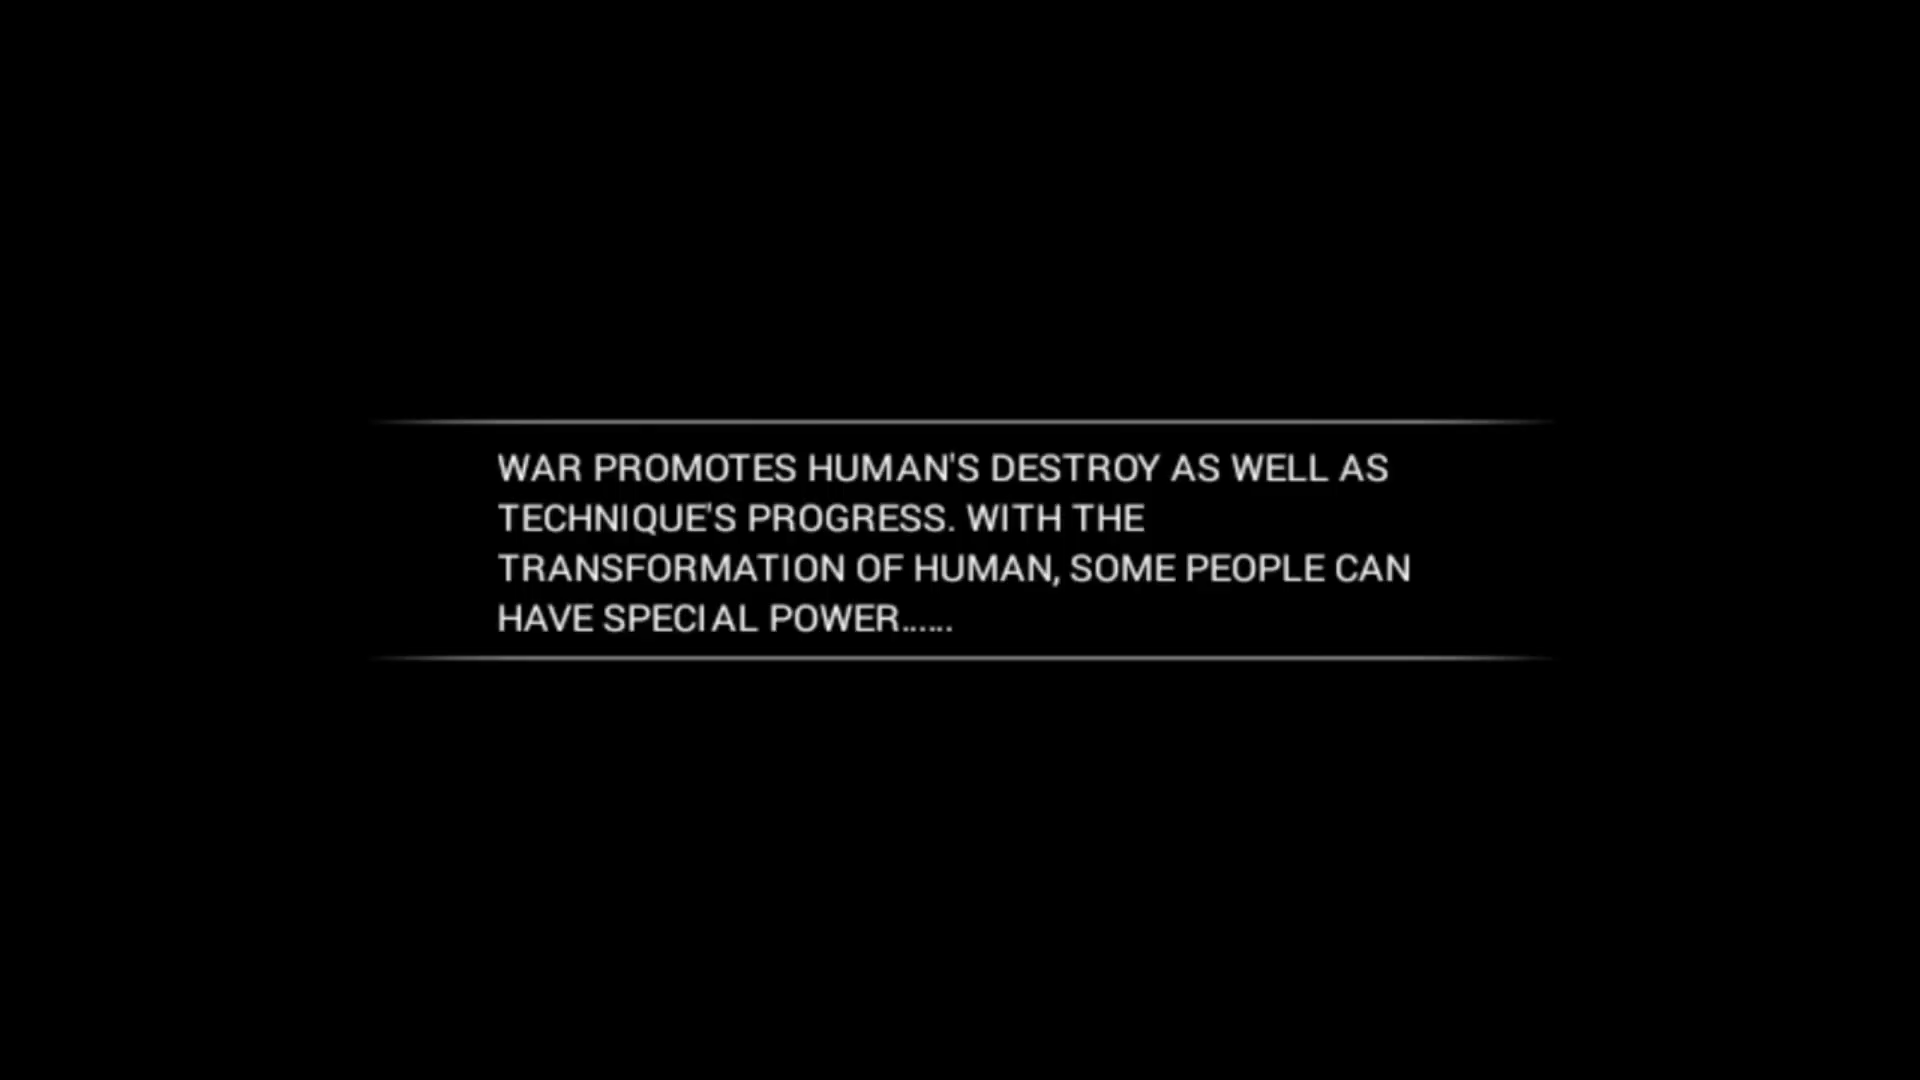 WAR PROMOTES HUMAN'S DESTROY AS WELL AS
TECHNIQUE'S PROGRESS. WITH THE
TRANSFORMATION OF HUMAN, SOME PEOPLE CAN
HAVE SPECIAL POWER......